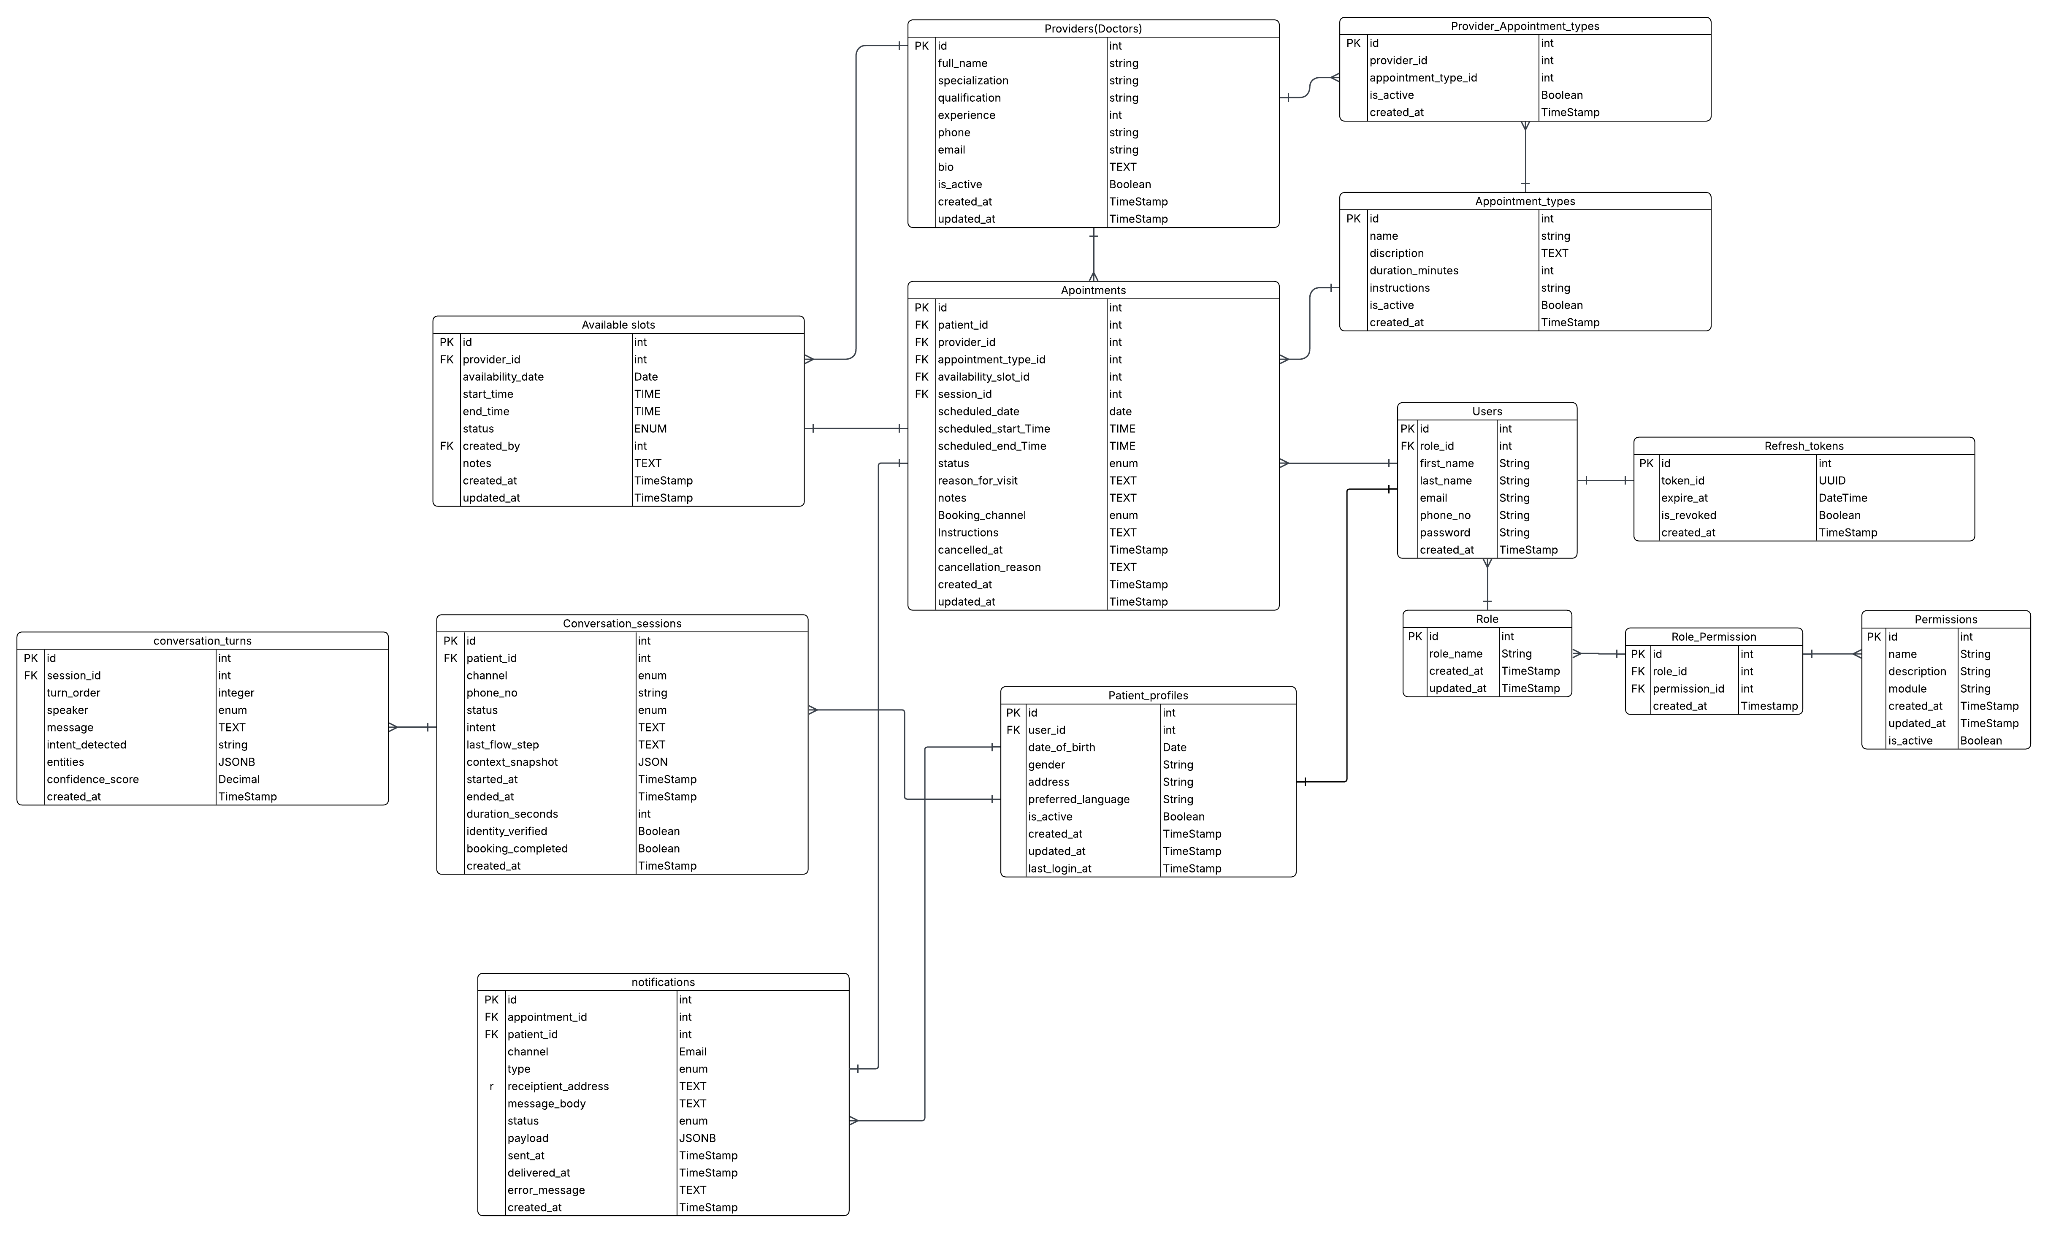 Providers(Doctors)
PK id int
full_name string
specialization string
qualification string
experience int
phone string
email string
bio TEXT
is_active Boolean
created_at TimeStamp
updated_at TimeStamp
Provider_Appointment_types
PK id int
provider_id int
appointment_type_id int
is_active Boolean
created_at TimeStamp
Appointment_types
PK id int
name string
discription TEXT
duration_minutes int
instructions string
is_active Boolean
created_at TimeStamp
Apointments
PK id int
FK patient_id int
FK provider_id int
FK appointment_type_id int
FK availability_slot_id int
FK session_id int
scheduled_date date
scheduled_start_Time TIME
scheduled_end_Time TIME
status enum
reason_for_visit TEXT
notes TEXT
Booking_channel enum
Instructions TEXT
cancelled_at TimeStamp
cancellation_reason TEXT
created_at TimeStamp
updated_at TimeStamp
Available slots
PK id int
FK provider_id int
availability_date Date
start_time TIME
end_time TIME
status ENUM
FK created_by int
notes TEXT
created_at TimeStamp
updated_at TimeStamp
Users
PK id int
FK role_id int
first_name String
last_name String
email String
phone_no String
password String
created_at TimeStamp
Refresh_tokens
PK id int
token_id UUID
expire_at DateTime
is_revoked Boolean
created_at TimeStamp
conversation_turns
PK id int
FK session_id int
turn_order integer
speaker enum
message TEXT
intent_detected string
entities JSONB
confidence_score Decimal
created_at TimeStamp
Conversation_sessions
PK id int
FK patient_id int
channel enum
phone_no string
status enum
intent TEXT
last_flow_step TEXT
context_snapshot JSON
started_at TimeStamp
ended_at TimeStamp
duration_seconds int
identity_verified Boolean
booking_completed Boolean
created_at TimeStamp
Role
PK id int
role_name String
created_at TimeStamp
updated_at TimeStamp
Role_Permission
PK id int
FK role_id int
FK permission_id int
created_at Timestamp
Permissions
PK id int
name String
description String
module String
created_at TimeStamp
updated_at TimeStamp
is_active Boolean
Patient_profiles
PK id int
FK user_id int
date_of_birth Date
gender String
address String
preferred_language String
is_active Boolean
created_at TimeStamp
updated_at TimeStamp
last_login_at TimeStamp
notifications
PK id int
FK appointment_id int
FK patient_id int
channel Email
type enum
r receiptient_address TEXT
message_body TEXT
status enum
payload JSONB
sent_at TimeStamp
delivered_at TimeStamp
error_message TEXT
created_at TimeStamp